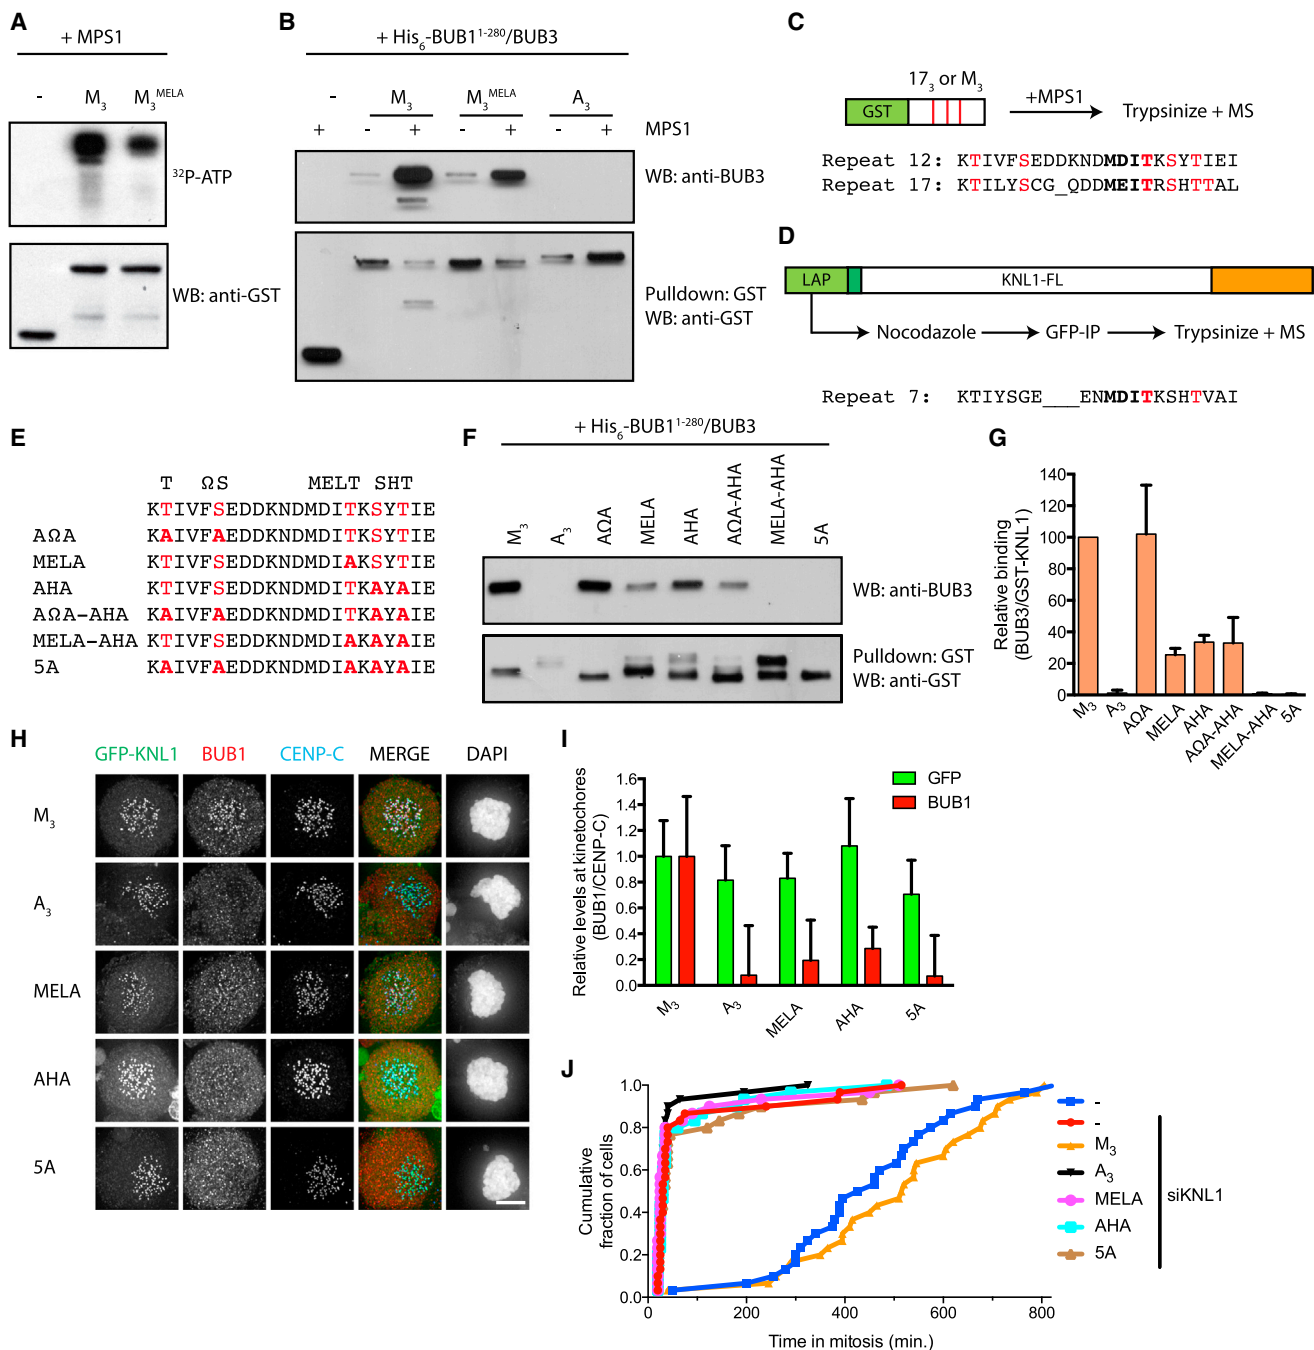 A
+ MPS1
- M3 M3MELA
32P-ATP
WB: anti-GST
B
+ His6-BUB11-280/BUB3
- M3 M3MELA A3
+ - + - + - + MPS1
WB: anti-BUB3
Pulldown: GST
WB: anti-GST
C
173 or M3
GST
+MPS1
Trypsinize + MS
Repeat 12: KTIVFSEDDKNDMDITKSYTIEI
Repeat 17: KTILYSCG_QDDMEITRSHTTAL
D
LAP
KNL1-FL
Nocodazole
GFP-IP
Trypsinize + MS
Repeat 7: KTIYSGE___ENMDITKSHTVAI
E
T ΩS MELT SHT
KTIVFSEDDKNDMDITKSYTIE
AΩA KAIVFAEDDKNDMDITKSYTIE
MELA KTIVFSEDDKNDMDIAKSYTIE
AHA KTIVFSEDDKNDMDITKAYAIE
AΩA-AHA KAIVFAEDDKNDMDITKAYAIE
MELA-AHA KTIVFSEDDKNDMDIAKAYAIE
5A KAIVFAEDDKNDMDIAKAYAIE
F
+ His6-BUB11-280/BUB3
M3 A3 AΩA MELA AHA AΩA-AHA MELA-AHA 5A
WB: anti-BUB3
Pulldown: GST
WB: anti-GST
G
Relative binding
(BUB3/GST-KNL1)
140
120
100
80
60
40
20
0
M3 A3 AΩA MELA AHA AΩA-AHA MELA-AHA 5A
H
GFP-KNL1 BUB1 CENP-C MERGE DAPI
M3
A3
MELA
AHA
5A
I
Relative levels at kinetochores
(BUB1/CENP-C)
1.6
1.4
1.2
1.0
0.8
0.6
0.4
0.2
0.0
GFP
BUB1
M3 A3 MELA AHA 5A
J
Cumulative
fraction of cells
1.0
0.8
0.6
0.4
0.2
0.0
0 200 400 600 800
Time in mitosis (min.)
-
-
M3
A3
MELA
AHA
5A
siKNL1